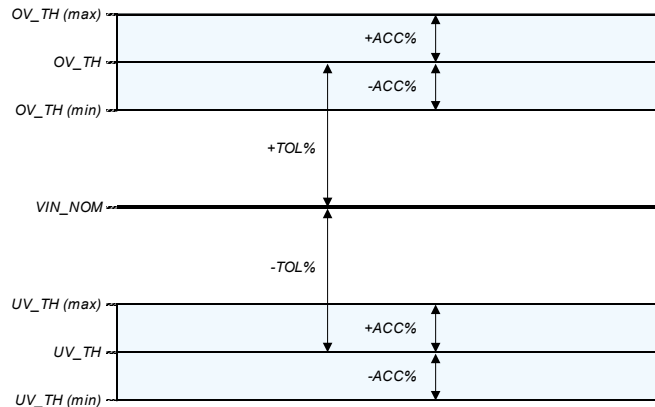 OV_TH (max)
+ACC%
OV_TH
-ACC%
OV_TH (min)
+TOL%
VIN_NOM
-TOL%
UV_TH (max)
+ACC%
UV_TH
-ACC%
UV_TH (min)